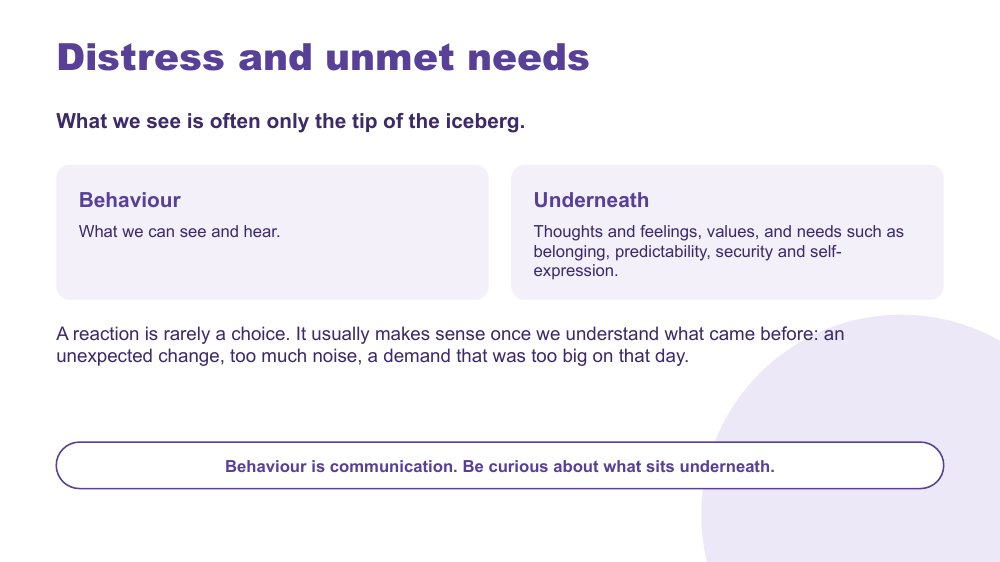 Distress and unmet needs
What we see is often only the tip of the iceberg.
Behaviour
What we can see and hear.
Underneath
Thoughts and feelings, values, and needs such as
belonging, predictability, security and self-
expression.
A reaction is rarely a choice. It usually makes sense once we understand what came before: an
unexpected change, too much noise, a demand that was too big on that day.
Behaviour is communication. Be curious about what sits underneath.